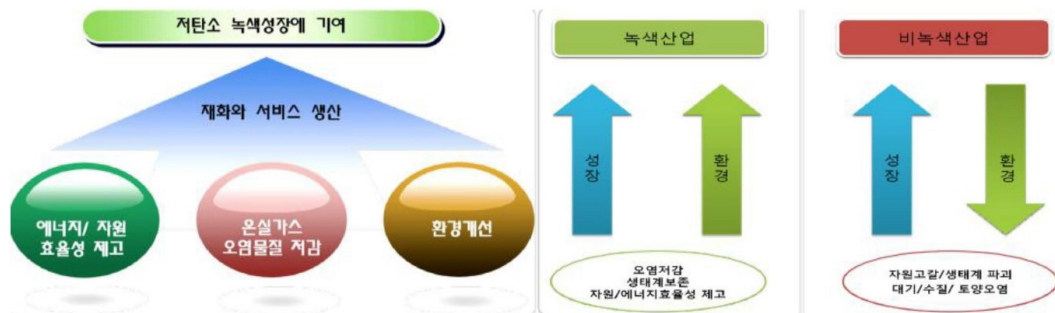 저탄소 녹색성장에 기여
재화와 서비스 생산
에너지/ 자원
효율성 제고
온실가스
오염물질 저감
환경개선
녹색산업
성장
환경
오염저감
생태계보존
자원/에너지효율성 제고
비녹색산업
성장
환경
자원고갈/생태계 파괴
대기/수질/ 토양오염